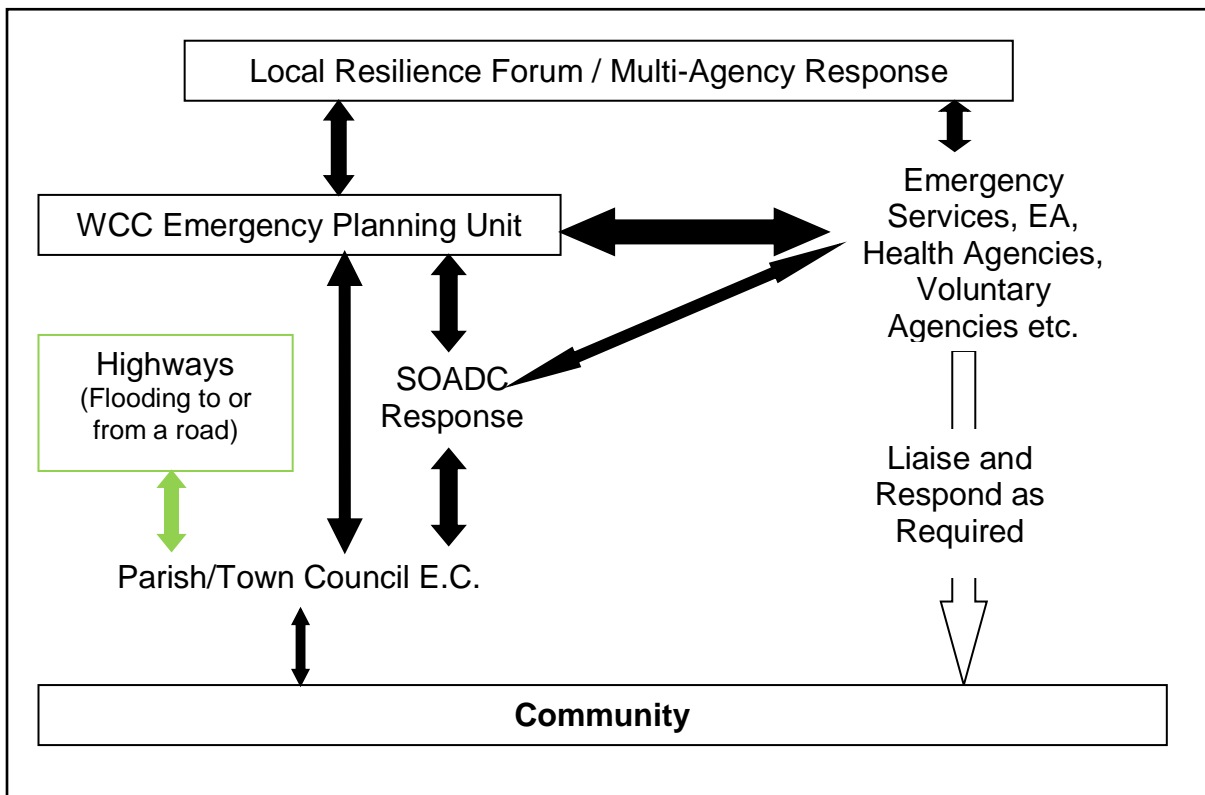 Local Resilience Forum / Multi-Agency Response
WCC Emergency Planning Unit
Emergency
Services, EA,
Health Agencies,
Voluntary
Agencies etc.
Highways
(Flooding to or
from a road)
SOADC
Response
Liaise and
Respond as
Required
Parish/Town Council E.C.
Community